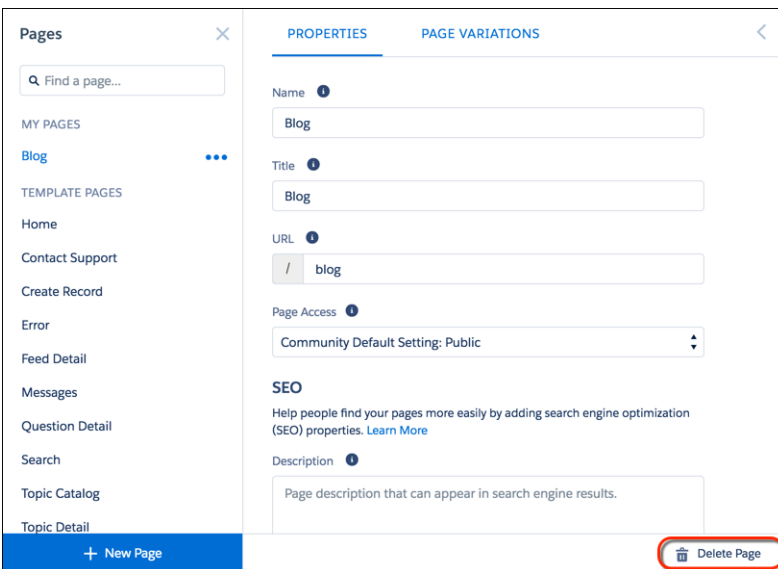 Pages
Find a page...
MY PAGES
Blog
TEMPLATE PAGES
Home
Contact Support
Create Record
Error
Feed Detail
Messages
Question Detail
Search
Topic Catalog
Topic Detail
+ New Page
PROPERTIES
PAGE VARIATIONS
Name
Blog
Title
Blog
URL
/ blog
Page Access
Community Default Setting: Public
SEO
Help people find your pages more easily by adding search engine optimization
(SEO) properties. Learn More
Description
Page description that can appear in search engine results.
Delete Page